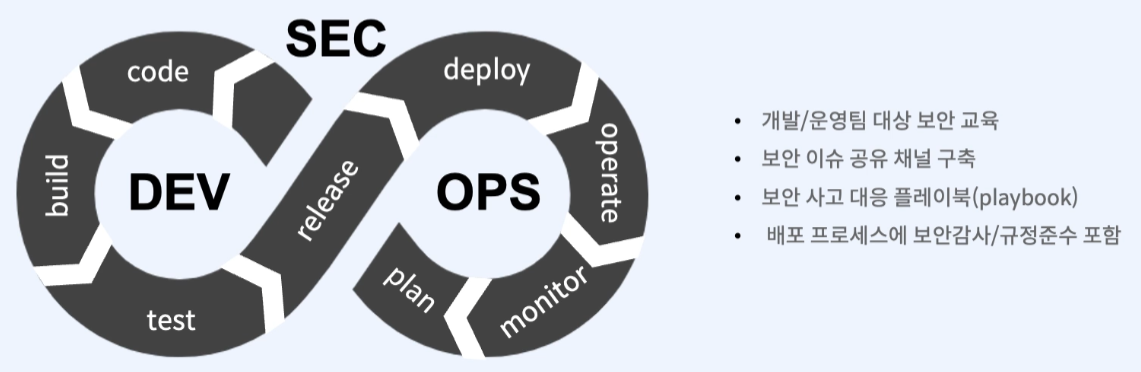 SEC
code
deploy
build
DEV
release
OPS
operate
test
plan
monitor
• 개발/운영팀 대상 보안 교육
• 보안 이슈 공유 채널 구축
• 보안 사고 대응 플레이북(playbook)
• 배포 프로세스에 보안감사/규정준수 포함